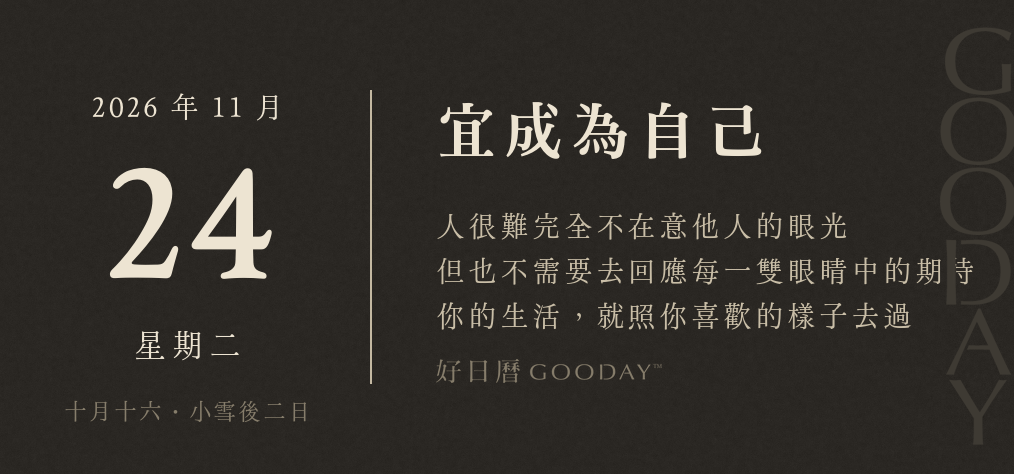 2026 年 11 月
24
星期二
十月十六・小雪後二日
宜成為自己
人很難完全不在意他人的眼光
但也不需要去回應每一雙眼睛中的期待
你的生活，就照你喜歡的樣子去過
好日曆 GOODAY™
GOODAY